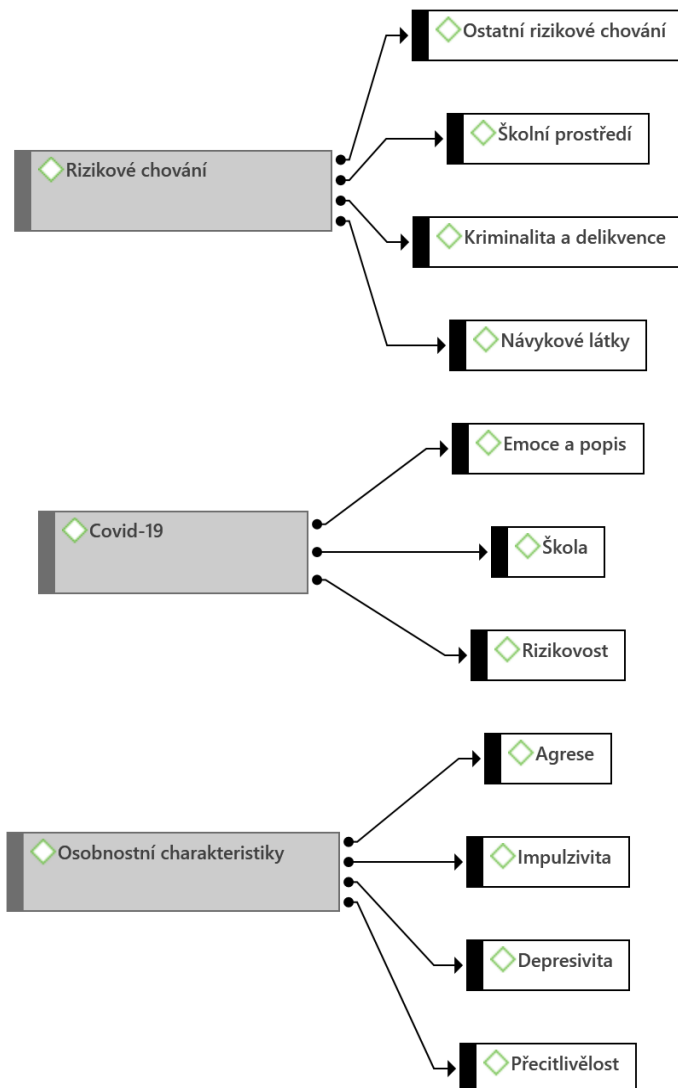 Ostatní rizikové chování
Školní prostředí
Rizikové chování
Kriminalita a delikvence
Návykové látky
Emoce a popis
Covid-19
Škola
Rizikovost
Agrese
Osobnostní charakteristiky
Impulzivita
Depresivita
Přecitlivělost